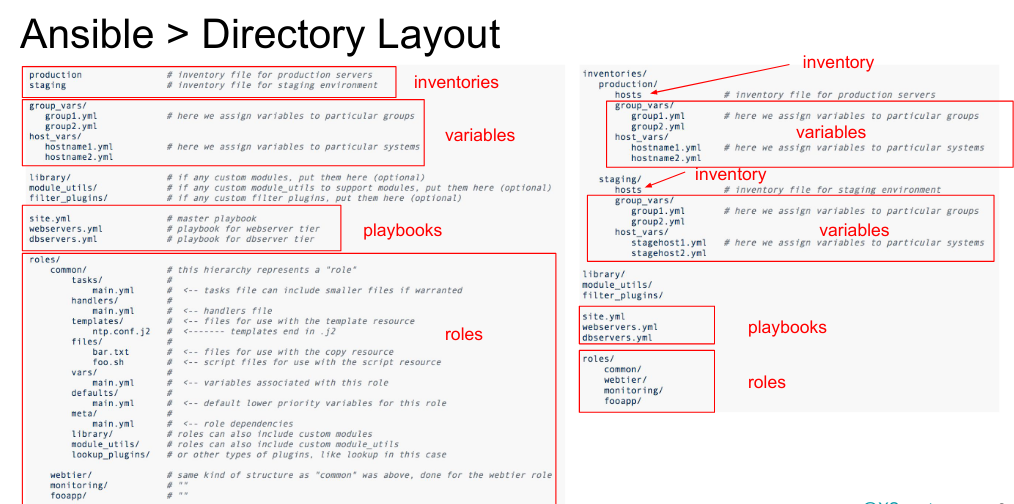 Ansible > Directory Layout
production # inventory file for production servers
staging # inventory file for staging environment
inventories
group_vars/
group1.yml # here we assign variables to particular groups
group2.yml
host_vars/
hostname1.yml # here we assign variables to particular systems
hostname2.yml
variables
library/ # if any custom modules, put them here (optional)
module_utils/ # if any custom module_utils to support modules, put them here (optional)
filter_plugins/ # if any custom filter plugins, put them here (optional)
site.yml # master playbook
webservers.yml # playbook for webserver tier
dbservers.yml # playbook for dbserver tier
playbooks
roles/
common/ # this hierarchy represents a "role"
tasks/ #
main.yml # <-- tasks file can include smaller files if warranted
handlers/ #
main.yml # <-- handlers file
templates/ # <-- files for use with the template resource
ntp.conf.j2 # <------- templates end in .j2
files/ #
bar.txt # <-- files for use with the copy resource
foo.sh # <-- script files for use with the script resource
vars/ #
main.yml # <-- variables associated with this role
defaults/ #
main.yml # <-- default lower priority variables for this role
meta/ #
main.yml # <-- role dependencies
library/ # roles can also include custom modules
module_utils/ # roles can also include custom module_utils
lookup_plugins/ # or other types of plugins, like lookup in this case
webtier/ # same kind of structure as "common" was above, done for the webtier role
monitoring/ # ""
fooapp/ # ""
roles
inventory
inventories/
production/
hosts # inventory file for production servers
group_vars/
group1.yml # here we assign variables to particular groups
group2.yml
host_vars/
hostname1.yml # here we assign variables to particular systems
hostname2.yml
variables
inventory
staging/
hosts # inventory file for staging environment
group_vars/
group1.yml # here we assign variables to particular groups
group2.yml
host_vars/
stagehost1.yml # here we assign variables to particular systems
stagehost2.yml
variables
library/
module_utils/
filter_plugins/
site.yml
webservers.yml
dbservers.yml
playbooks
roles/
common/
webtier/
monitoring/
fooapp/
roles